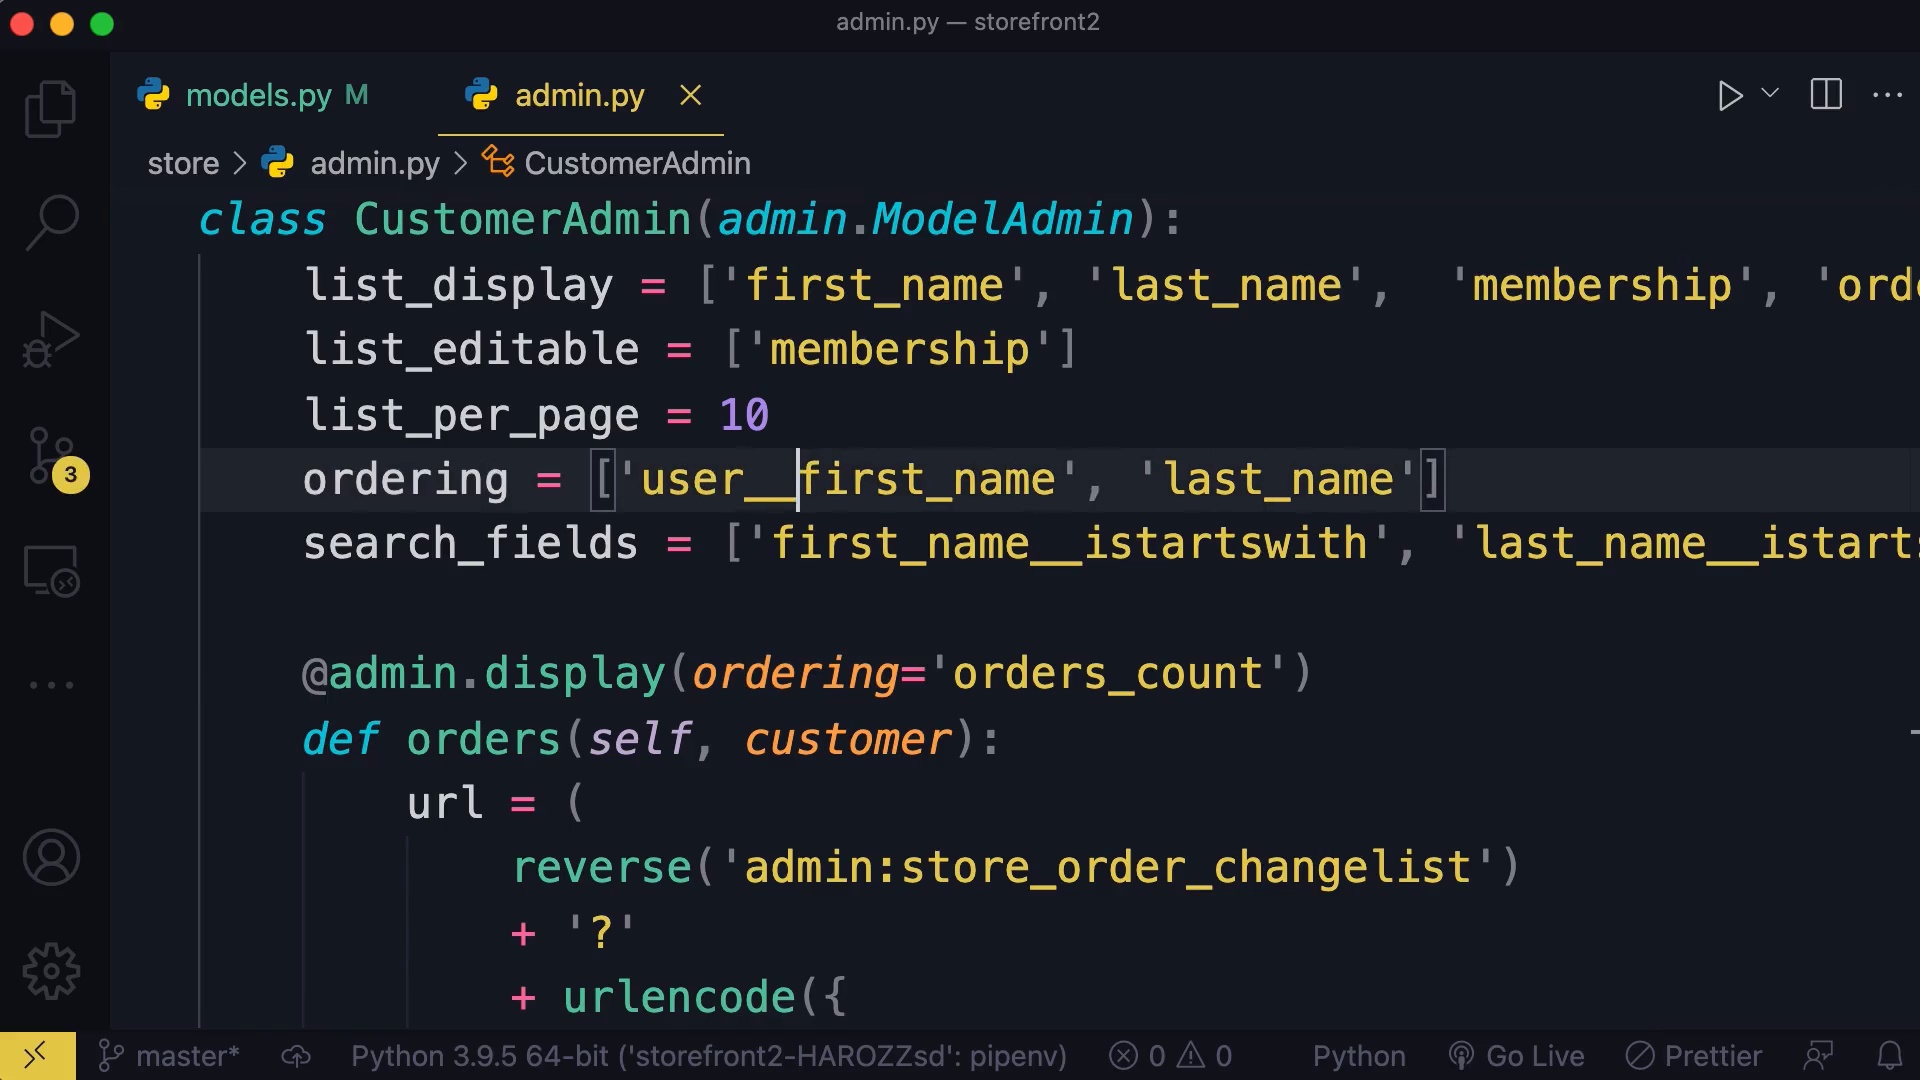 admin.py — storefront2
models.py M admin.py
store > admin.py > CustomerAdmin
class CustomerAdmin(admin.ModelAdmin):
list_display = ['first_name', 'last_name',  'membership', 'orde
list_editable = ['membership']
list_per_page = 10
ordering = ['user__first_name', 'last_name']
search_fields = ['first_name__istartswith', 'last_name__istarts
@admin.display(ordering='orders_count')
def orders(self, customer):
url = (
reverse('admin:store_order_changelist')
+ '?'
+ urlencode({
3
master* Python 3.9.5 64-bit ('storefront2-HAROZZsd': pipenv) 0 0 Python Go Live Prettier